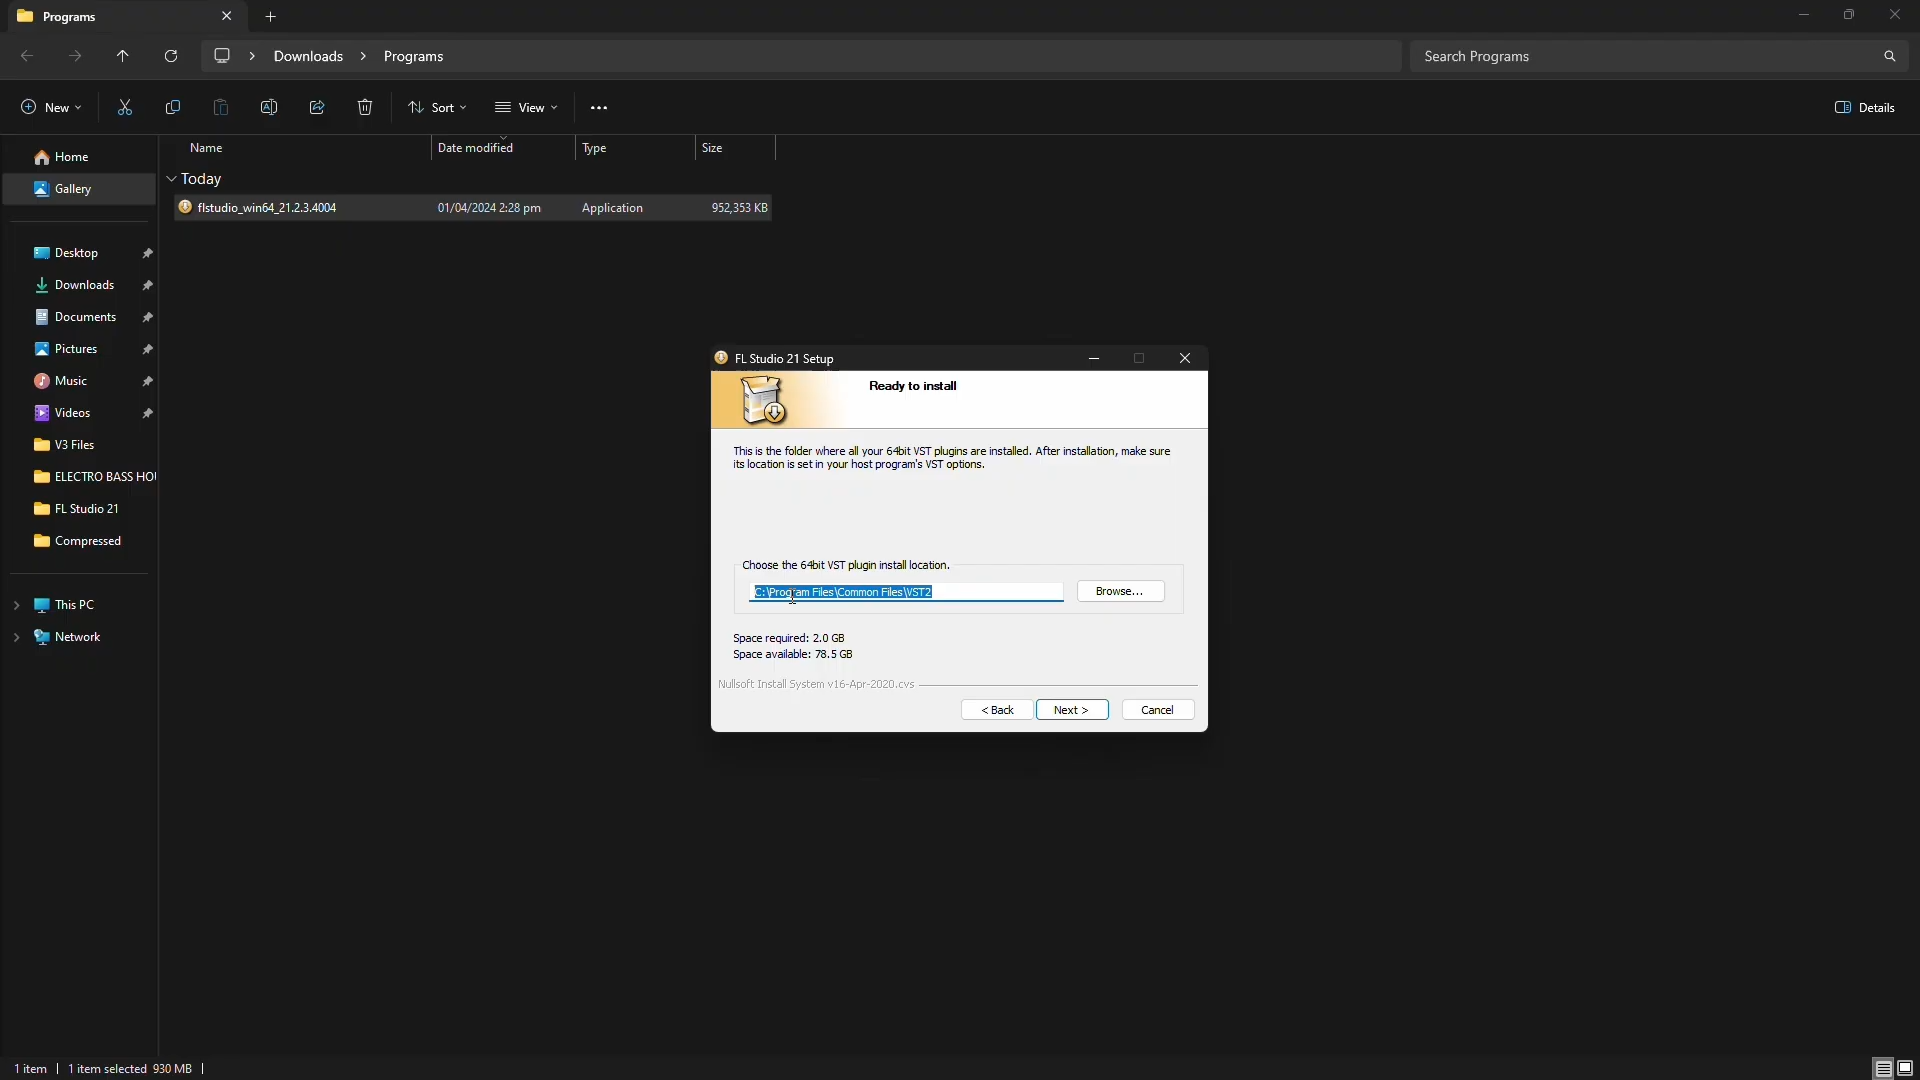 Programs
Downloads > Programs
Search Programs
New
Sort
View
Details
Name
Date modified
Type
Size
Home
Gallery
Today
flstudio_win64_21.2.3.4004
01/04/2024 2:28 pm
Application
952,353 KB
Desktop
Downloads
Documents
Pictures
Music
Videos
V3 Files
ELECTRO BASS HOU
FL Studio 21
Compressed
This PC
Network
FL Studio 21 Setup
Ready to install
This is the folder where all your 64bit VST plugins are installed. After installation, make sure
its location is set in your host program's VST options.
Choose the 64bit VST plugin install location.
C:\Program Files\Common Files\VST2
Browse...
Space required: 2.0 GB
Space available: 78.5 GB
Nullsoft Install System v16-Apr-2020.cvs
< Back
Next >
Cancel
1 item
1 item selected 930 MB